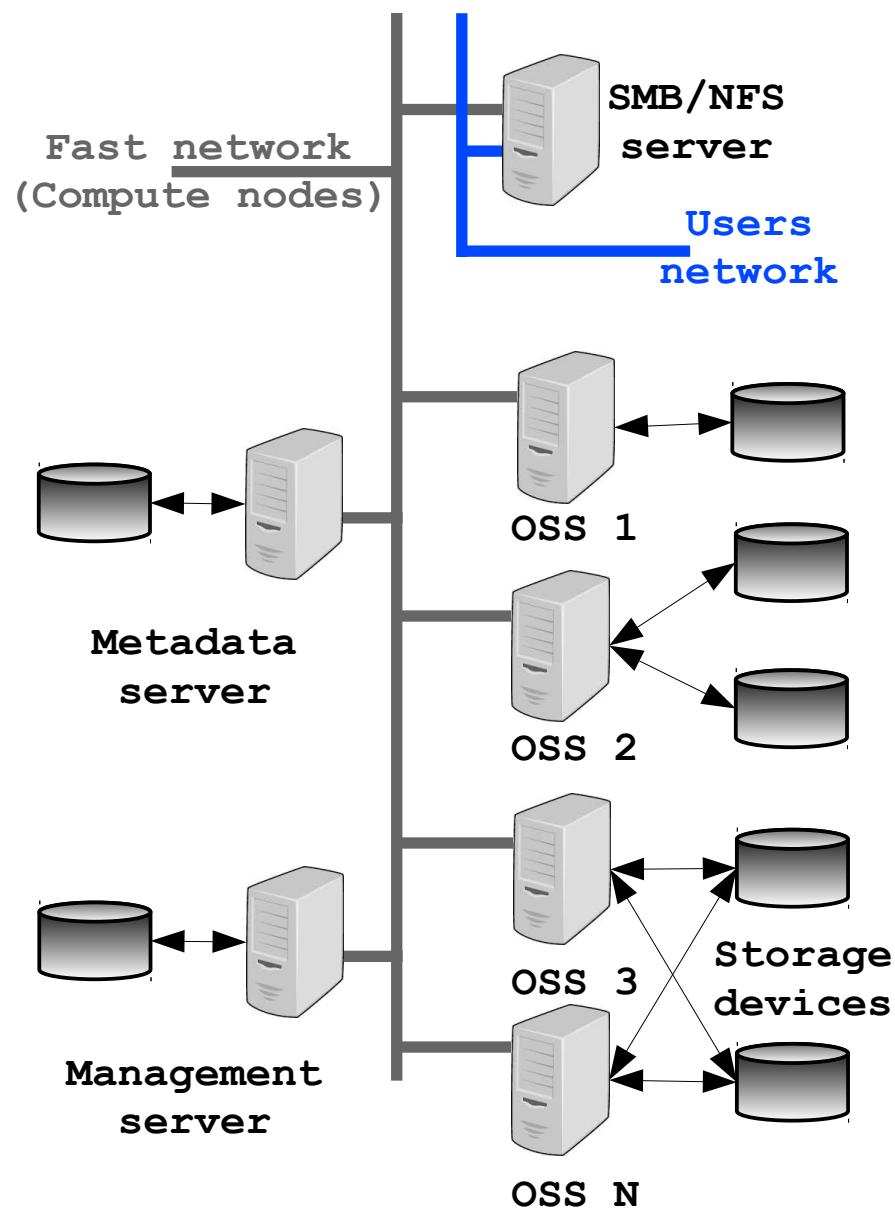 SMB/NFS
server
Fast network
(Compute nodes)
Users
network
OSS 1
Metadata
server
OSS 2
Storage
devices
OSS 3
Management
server
OSS N